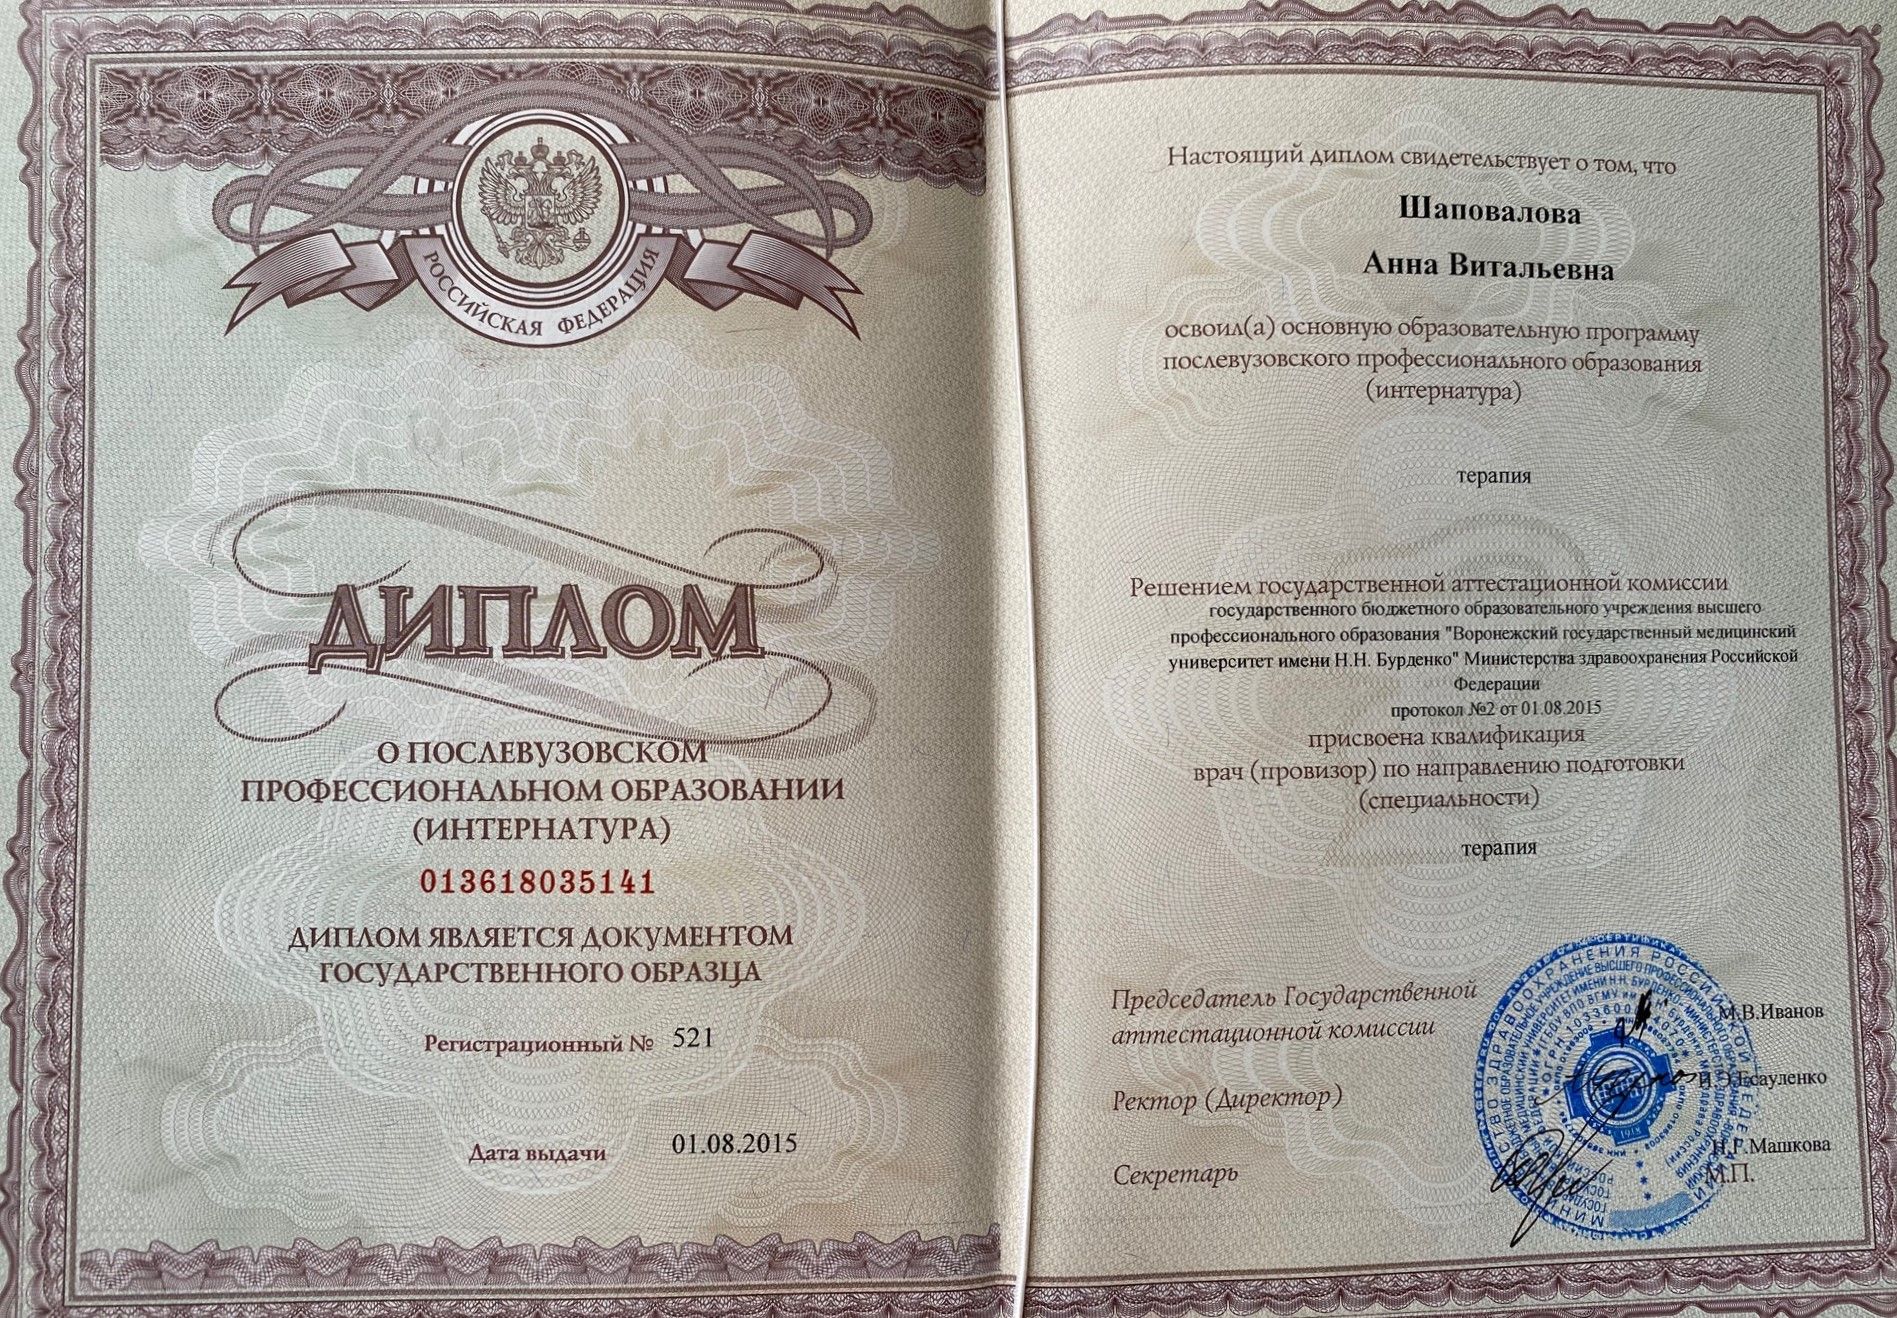 РОССИЙСКАЯ ФЕДЕРАЦИЯ
ДИПЛОМ
О ПОСЛЕВУЗОВСКОМ
ПРОФЕССИОНАЛЬНОМ ОБРАЗОВАНИИ
(ИНТЕРНАТУРА)
013618035141
ДИПЛОМ ЯВЛЯЕТСЯ ДОКУМЕНТОМ
ГОСУДАРСТВЕННОГО ОБРАЗЦА
Регистрационный № 521
Дата выдачи 01.08.2015
Настоящий диплом свидетельствует о том, что
Шаповалова
Анна Витальевна
освоил(а) основную образовательную программу
послевузовского профессионального образования
(интернатура)
терапия
Решением государственной аттестационной комиссии
государственного бюджетного образовательного учреждения высшего
профессионального образования "Воронежский государственный медицинский
университет имени Н.Н. Бурденко" Министерства здравоохранения Российской
Федерации
протокол №2 от 01.08.2015
присвоена квалификация
врач (провизор) по направлению подготовки
(специальности)
терапия
Председатель Государственной
аттестационной комиссии М.В.Иванов
Ректор (Директор) И.Э.Есауленко
Секретарь Н.Г.Машкова
М.П.